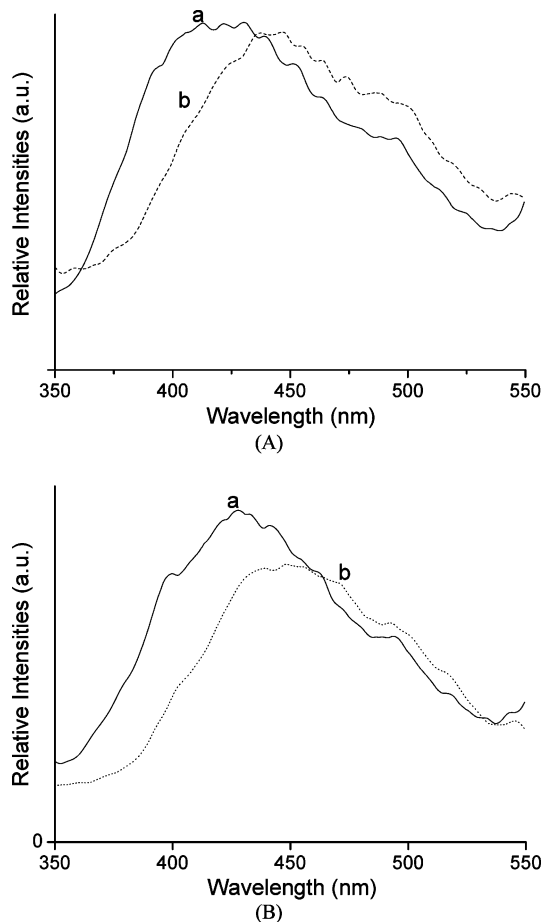 a
b
Relative Intensities (a.u.)
350 400 450 500 550
Wavelength (nm)
(A)
a
b
Relative Intensities (a.u.)
0
350 400 450 500 550
Wavelength (nm)
(B)